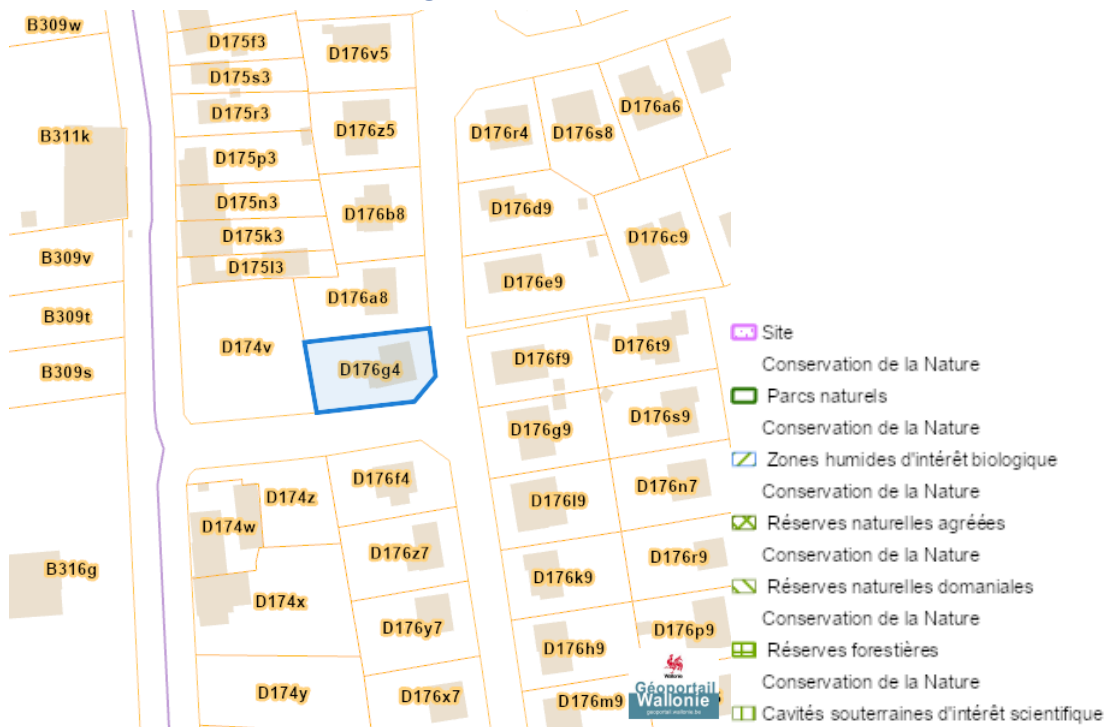 B309w
D175f3
D176v5
D175s3
D175r3
D176a6
B311k
D176z5
D176r4
D176s8
D175p3
D175n3
D176b8
D176d9
D175k3
D176c9
B309v
D175l3
D176e9
D176a8
B309t
D174v
D176f9
D176t9
B309s
D176g4
D176g9
D176s9
D176f4
D176n7
D174z
D176l9
D174w
D176z7
D176r9
B316g
D176k9
D174x
D176y7
D176p9
D176h9
D174y
D176x7
D176m9
Wallonie
Géoportail
Wallonie
geoportail.wallonie.be
Site
Conservation de la Nature
Parcs naturels
Conservation de la Nature
Zones humides d'intérêt biologique
Conservation de la Nature
Réserves naturelles agréées
Conservation de la Nature
Réserves naturelles domaniales
Conservation de la Nature
Réserves forestières
Conservation de la Nature
Cavités souterraines d'intérêt scientifique